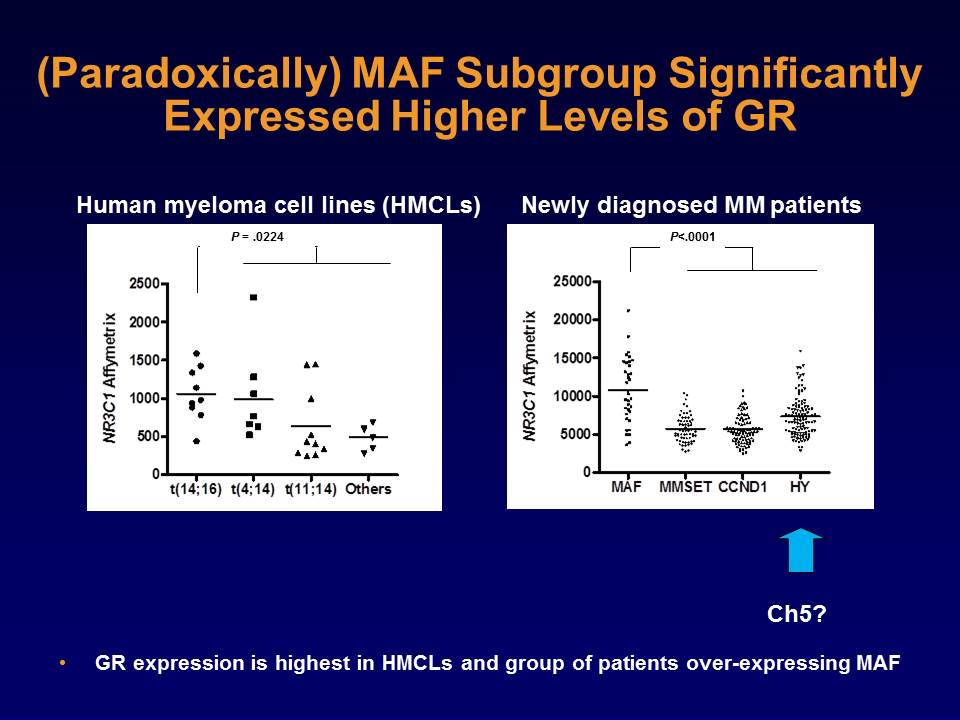 (Paradoxically) MAF Subgroup Significantly
Expressed Higher Levels of GR
Human myeloma cell lines (HMCLs)
P = .0224
NR3C1 Affymetrix
2500
2000
1500
1000
500
0
t(14;16) t(4;14) t(11;14) Others
Newly diagnosed MM patients
P<.0001
NR3C1 Affymetrix
25000
20000
15000
10000
5000
0
MAF MMSET CCND1 HY
Ch5?
• GR expression is highest in HMCLs and group of patients over-expressing MAF